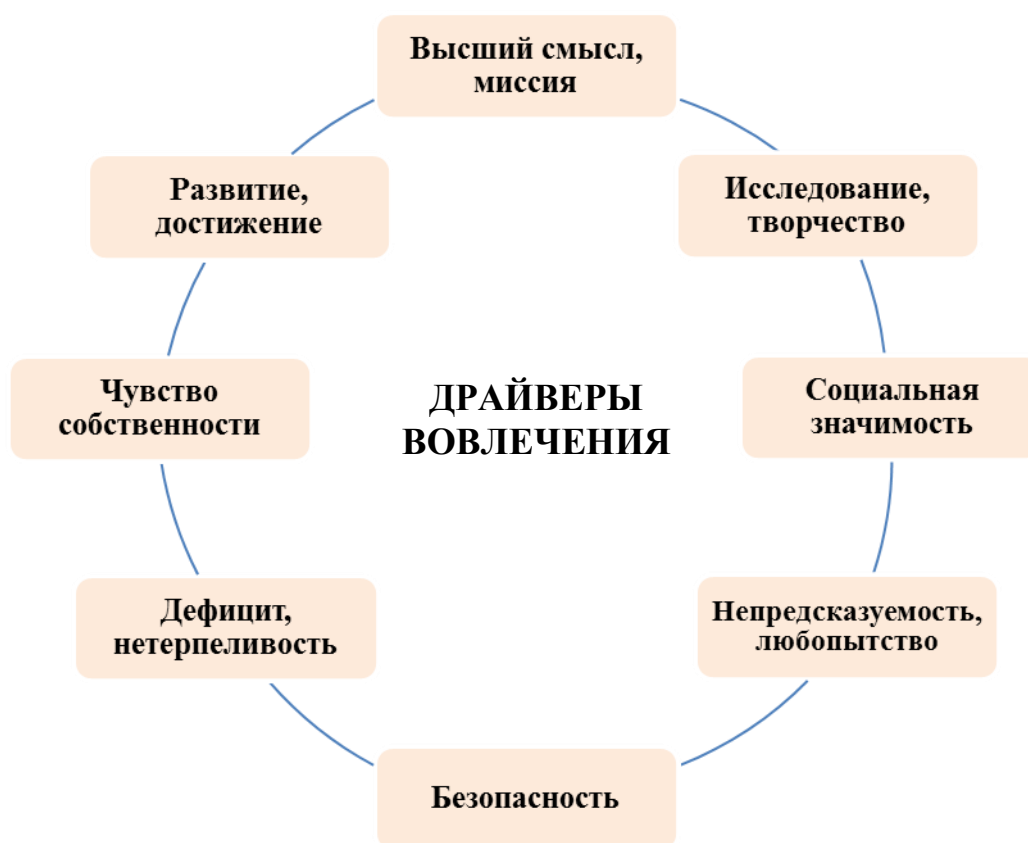 Высший смысл,
миссия
Развитие,
достижение
Исследование,
творчество
Чувство
собственности
ДРАЙВЕРЫ
ВОВЛЕЧЕНИЯ
Социальная
значимость
Дефицит,
нетерпеливость
Непредсказуемость,
любопытство
Безопасность